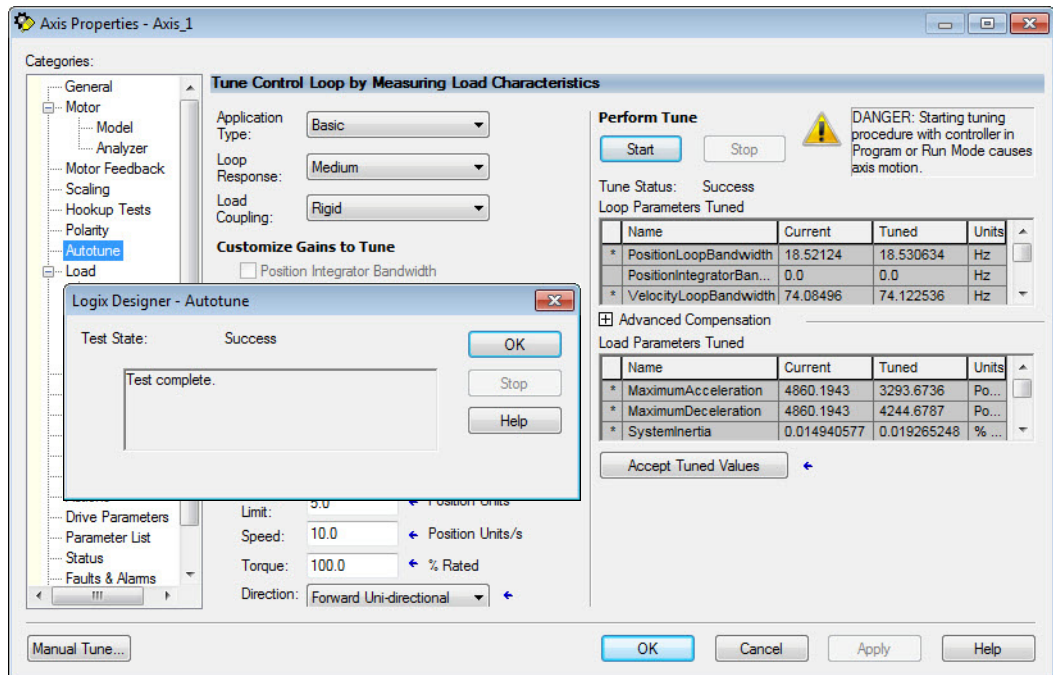 Axis Properties - Axis_1
Categories:
General
Motor
Model
Analyzer
Motor Feedback
Scaling
Hookup Tests
Polarity
Autotune
Load
Drive Parameters
Parameter List
Status
Faults & Alarms
Tune Control Loop by Measuring Load Characteristics
Application Type: Basic
Loop Response: Medium
Load Coupling: Rigid
Customize Gains to Tune
Position Integrator Bandwidth
Logix Designer - Autotune
Test State: Success
Test complete.
OK
Stop
Help
Limit: 5.0 Position Units
Speed: 10.0 Position Units/s
Torque: 100.0 % Rated
Direction: Forward Uni-directional
Perform Tune
Start Stop
DANGER: Starting tuning
procedure with controller in
Program or Run Mode causes
axis motion.
Tune Status: Success
Loop Parameters Tuned
Name Current Tuned Units
* PositionLoopBandwidth 18.52124 18.530634 Hz
PositionIntegratorBan... 0.0 0.0 Hz
* VelocityLoopBandwidth 74.08496 74.122536 Hz
Advanced Compensation
Load Parameters Tuned
Name Current Tuned Units
* MaximumAcceleration 4860.1943 3293.6736 Po...
* MaximumDeceleration 4860.1943 4244.6787 Po...
* SystemInertia 0.014940577 0.019265248 % ...
Accept Tuned Values
Manual Tune... OK Cancel Apply Help